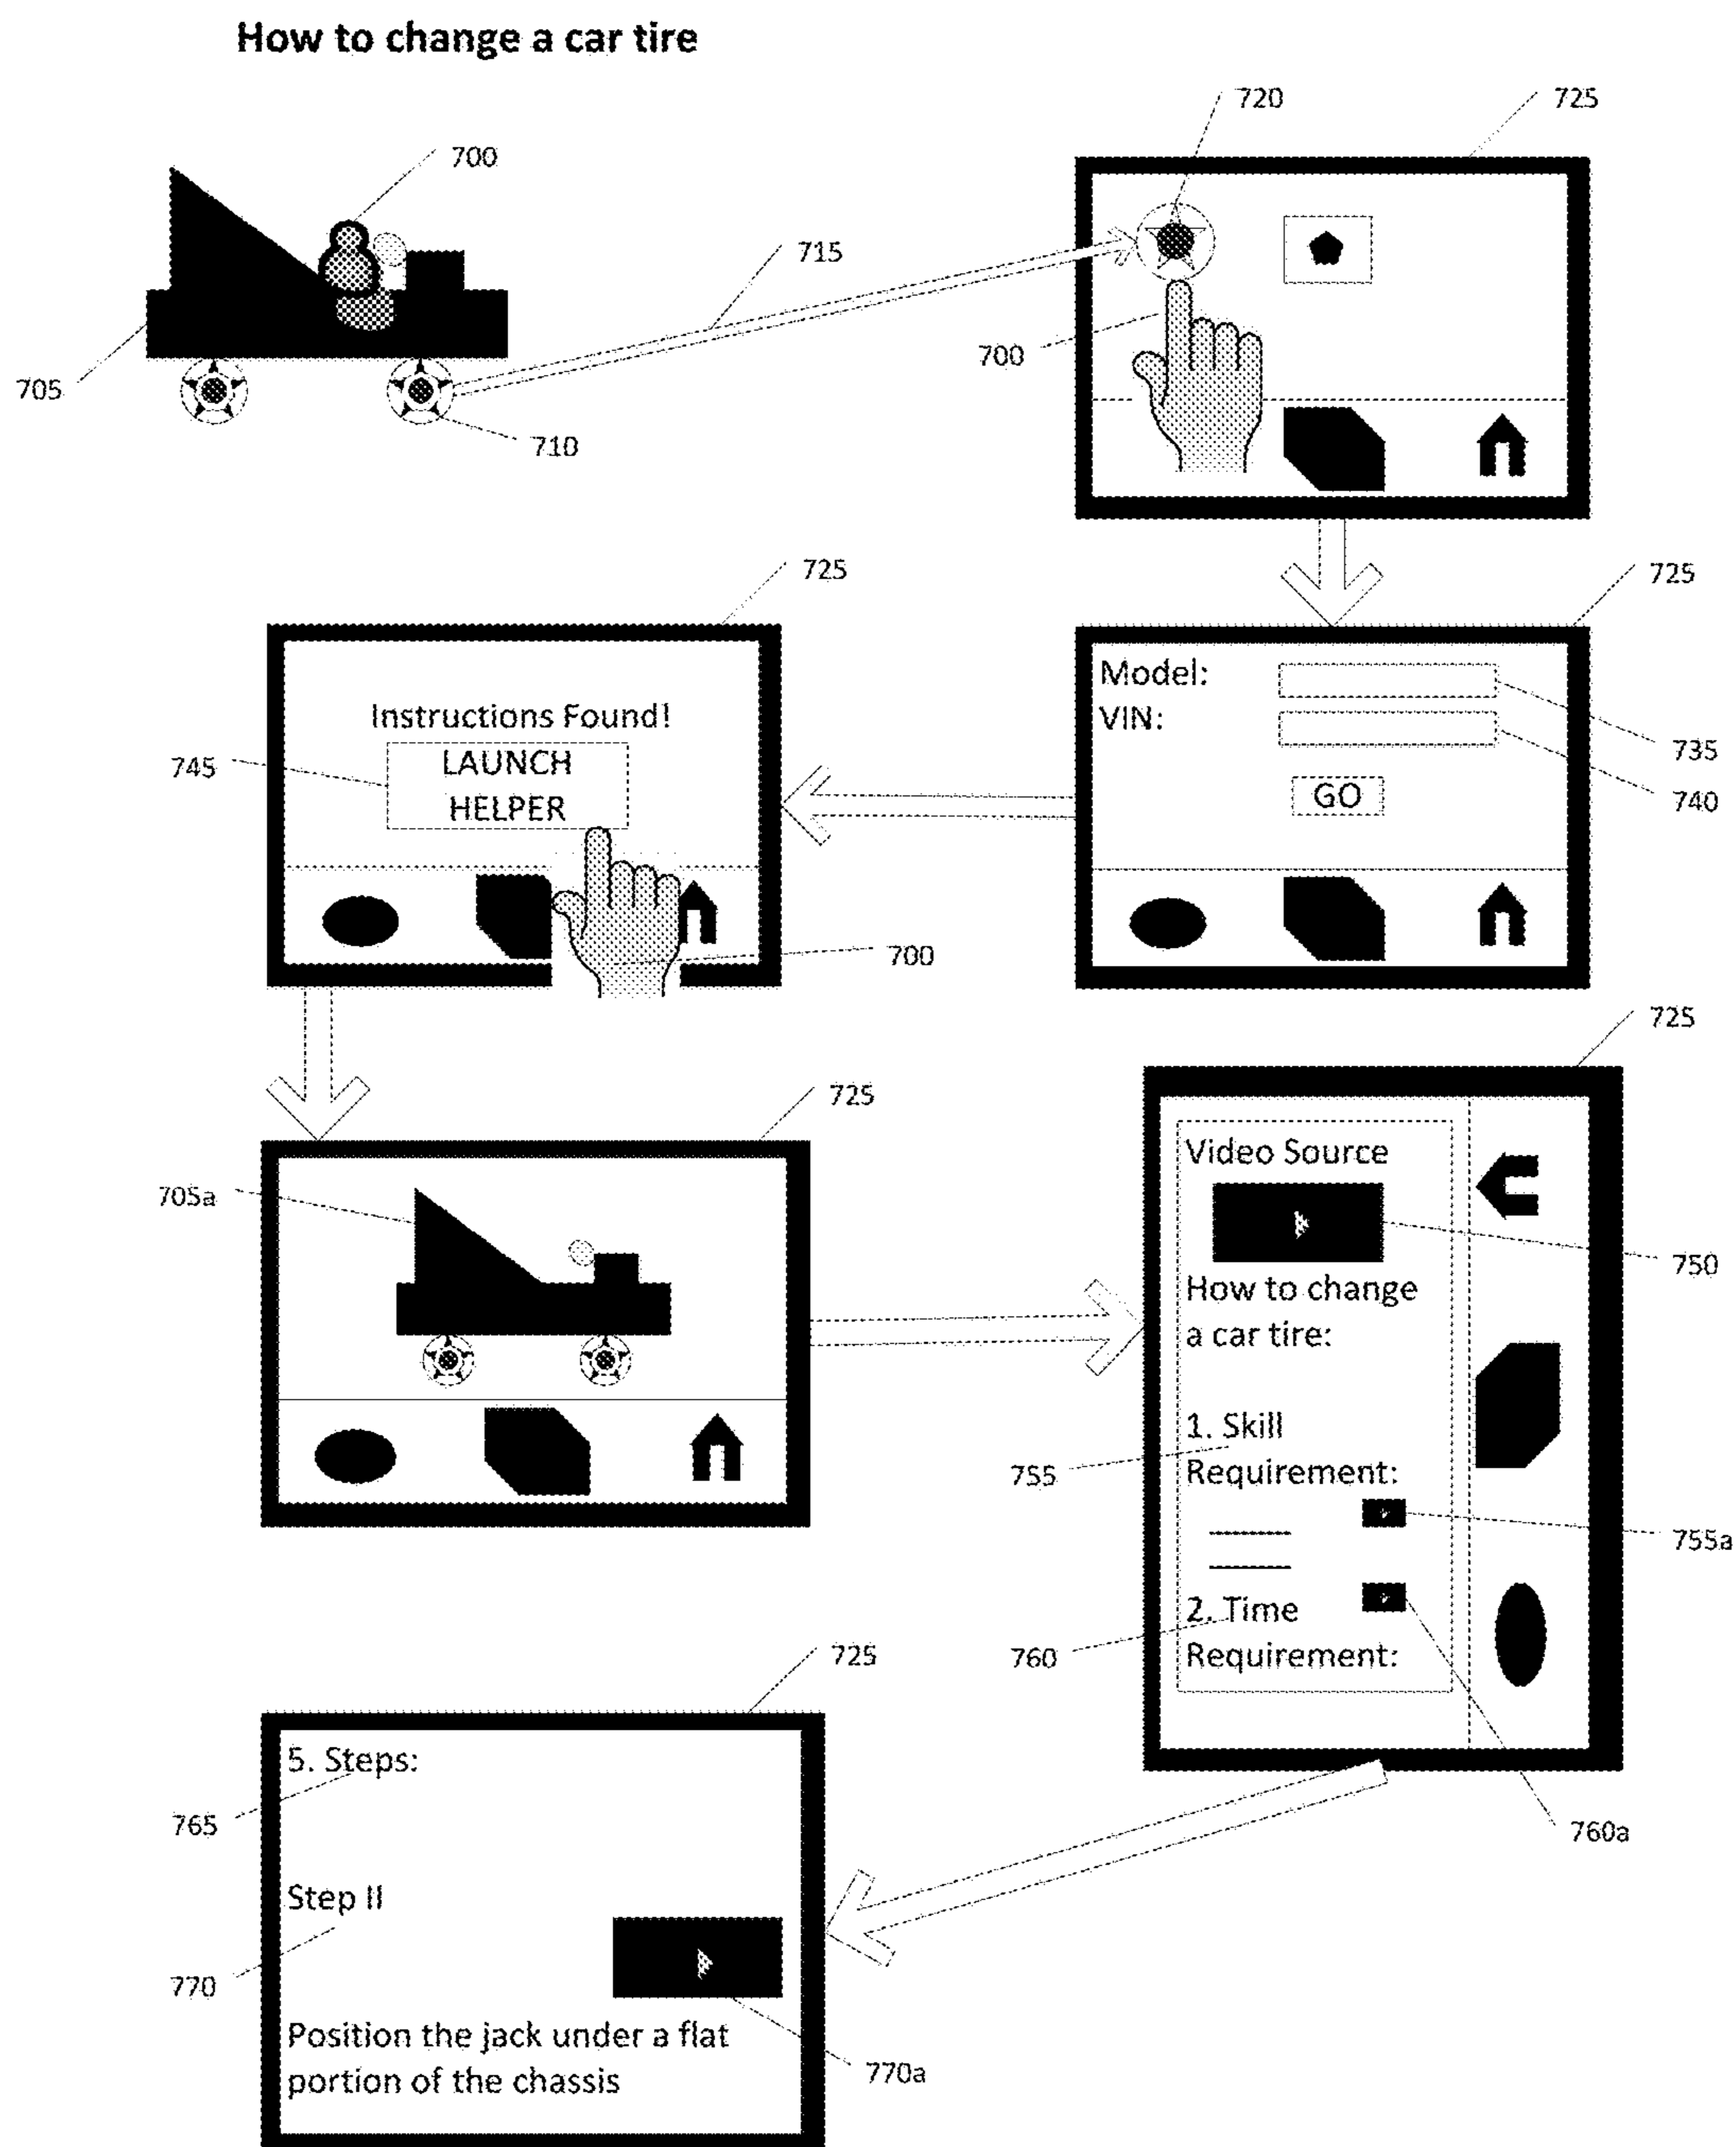 How to change a car tire
720
725
700
715
700
705
710
725
725
Model:
VIN:
Instructions Found!
LAUNCH
HELPER
745
735
740
GO
700
725
725
705a
Video Source
750
How to change
a car tire:
1. Skill
755
Requirement:
755a
2. Time
760
Requirement:
725
5. Steps:
765
760a
Step II
770
Position the jack under a flat
portion of the chassis
770a